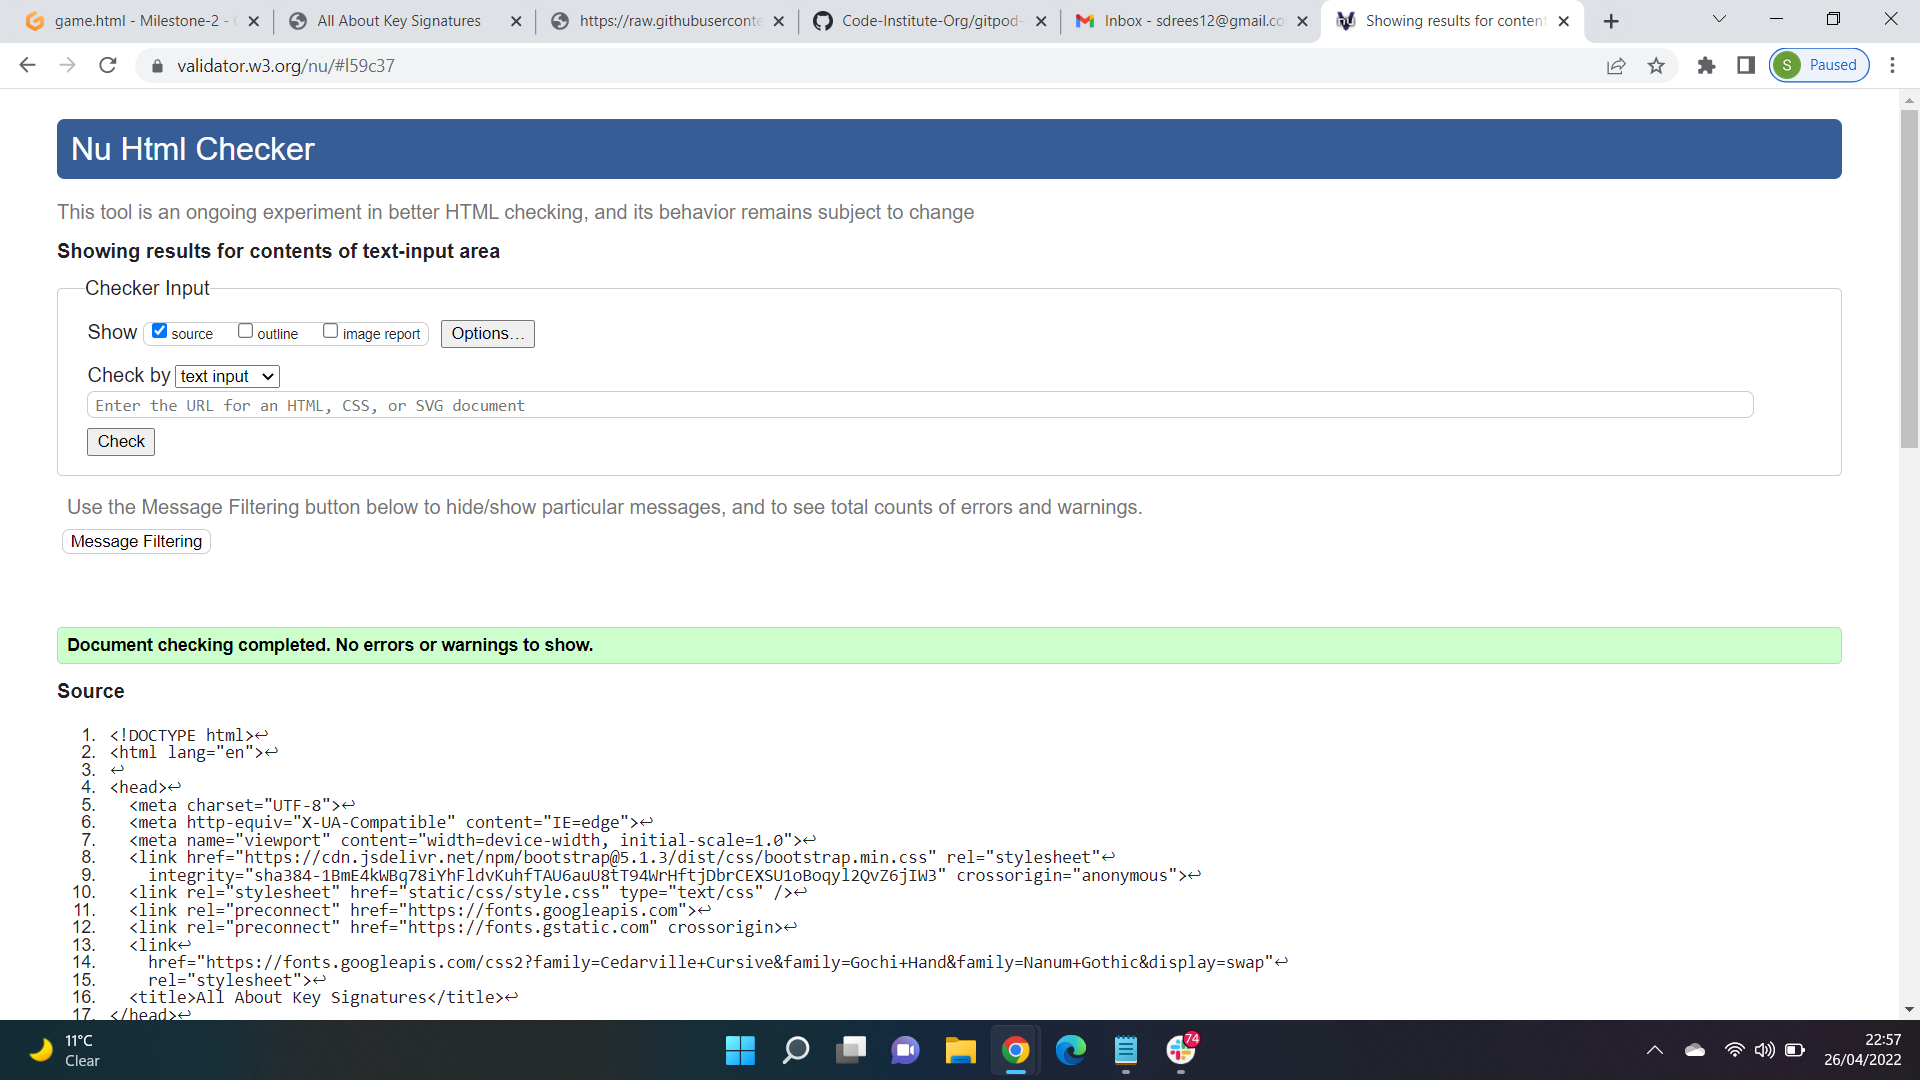 game.html - Milestone-2 -
All About Key Signatures
https://raw.githubuserconte
Code-Institute-Org/gitpod-
Inbox - sdrees12@gmail.co
Showing results for content
validator.w3.org/nu/#l59c37
S
Paused
Nu Html Checker
This tool is an ongoing experiment in better HTML checking, and its behavior remains subject to change
Showing results for contents of text-input area
Checker Input
Show source outline image report Options...
Check by text input
Enter the URL for an HTML, CSS, or SVG document
Check
Use the Message Filtering button below to hide/show particular messages, and to see total counts of errors and warnings.
Message Filtering
Document checking completed. No errors or warnings to show.
Source
1. <!DOCTYPE html>↩
2. <html lang="en">↩
3. ↩
4. <head>↩
5. <meta charset="UTF-8">↩
6. <meta http-equiv="X-UA-Compatible" content="IE=edge">↩
7. <meta name="viewport" content="width=device-width, initial-scale=1.0">↩
8. <link href="https://cdn.jsdelivr.net/npm/bootstrap@5.1.3/dist/css/bootstrap.min.css" rel="stylesheet"↩
9. integrity="sha384-1BmE4kWBq78iYhFldvKuhfTAU6auU8tT94WrHftjDbrCEXSU1oBoqyl2QvZ6jIW3" crossorigin="anonymous">↩
10. <link rel="stylesheet" href="static/css/style.css" type="text/css" />↩
11. <link rel="preconnect" href="https://fonts.googleapis.com">↩
12. <link rel="preconnect" href="https://fonts.gstatic.com" crossorigin>↩
13. <link↩
14. href="https://fonts.googleapis.com/css2?family=Cedarville+Cursive&family=Gochi+Hand&family=Nanum+Gothic&display=swap"↩
15. rel="stylesheet">↩
16. <title>All About Key Signatures</title>↩
17. </head>↩
11°C
Clear
74
22:57
26/04/2022